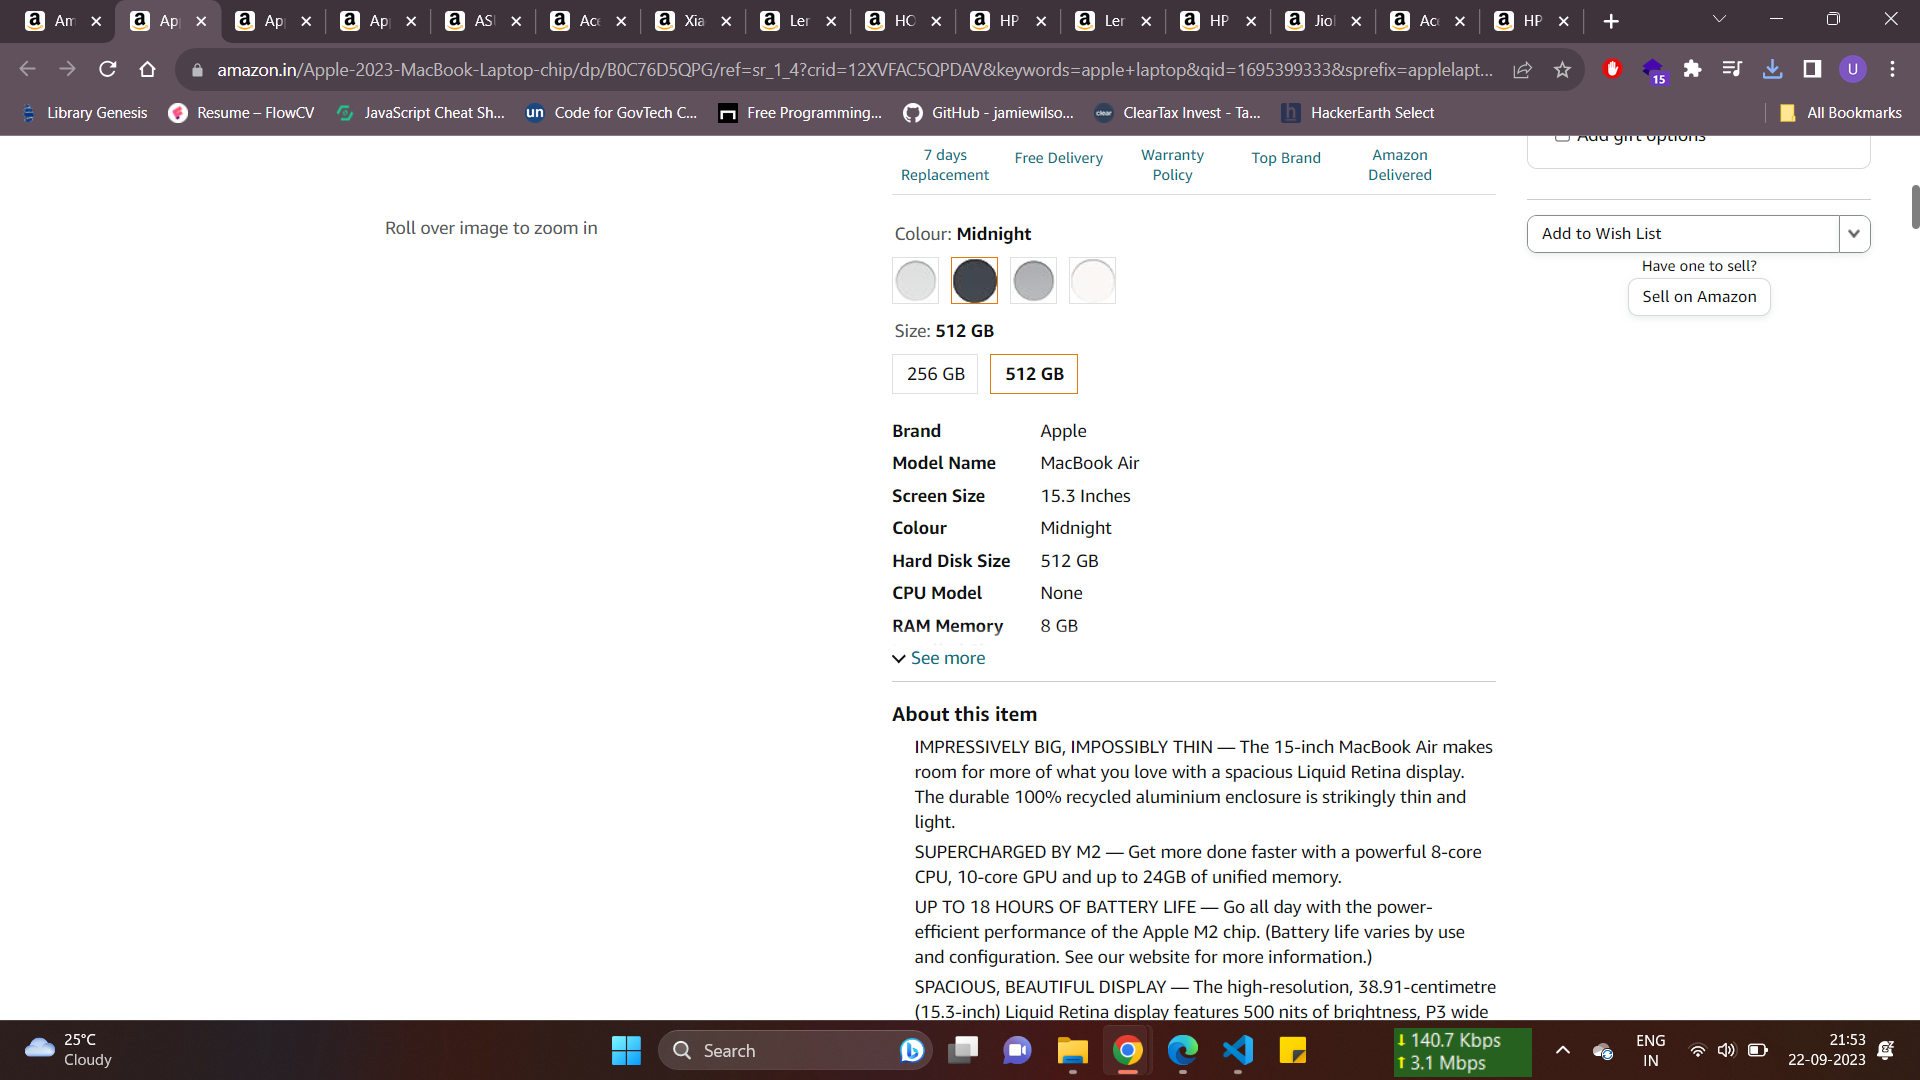 Am
Ap
Ap
Ap
ASU
Ace
Xia
Ler
HO
HP
Ler
HP
Jio
Ace
HP
amazon.in/Apple-2023-MacBook-Laptop-chip/dp/B0C76D5QPG/ref=sr_1_4?crid=12XVFAC5QPDAV&keywords=apple+laptop&qid=1695399333&sprefix=applelapt...
15
U
Library Genesis
Resume – FlowCV
JavaScript Cheat Sh...
un
Code for GovTech C...
Free Programming...
GitHub - jamiewilso...
clear
ClearTax Invest - Ta...
h
HackerEarth Select
All Bookmarks
7 days
Replacement
Free Delivery
Warranty
Policy
Top Brand
Amazon
Delivered
Add gift options
Roll over image to zoom in
Colour: Midnight
Add to Wish List
Have one to sell?
Sell on Amazon
Size: 512 GB
256 GB
512 GB
Brand Apple
Model Name MacBook Air
Screen Size 15.3 Inches
Colour Midnight
Hard Disk Size 512 GB
CPU Model None
RAM Memory 8 GB
See more
About this item
IMPRESSIVELY BIG, IMPOSSIBLY THIN — The 15-inch MacBook Air makes
room for more of what you love with a spacious Liquid Retina display.
The durable 100% recycled aluminium enclosure is strikingly thin and
light.
SUPERCHARGED BY M2 — Get more done faster with a powerful 8-core
CPU, 10-core GPU and up to 24GB of unified memory.
UP TO 18 HOURS OF BATTERY LIFE — Go all day with the power-
efficient performance of the Apple M2 chip. (Battery life varies by use
and configuration. See our website for more information.)
SPACIOUS, BEAUTIFUL DISPLAY — The high-resolution, 38.91-centimetre
(15.3-inch) Liquid Retina display features 500 nits of brightness, P3 wide
25°C
Cloudy
Search
140.7 Kbps
3.1 Mbps
ENG
IN
21:53
22-09-2023